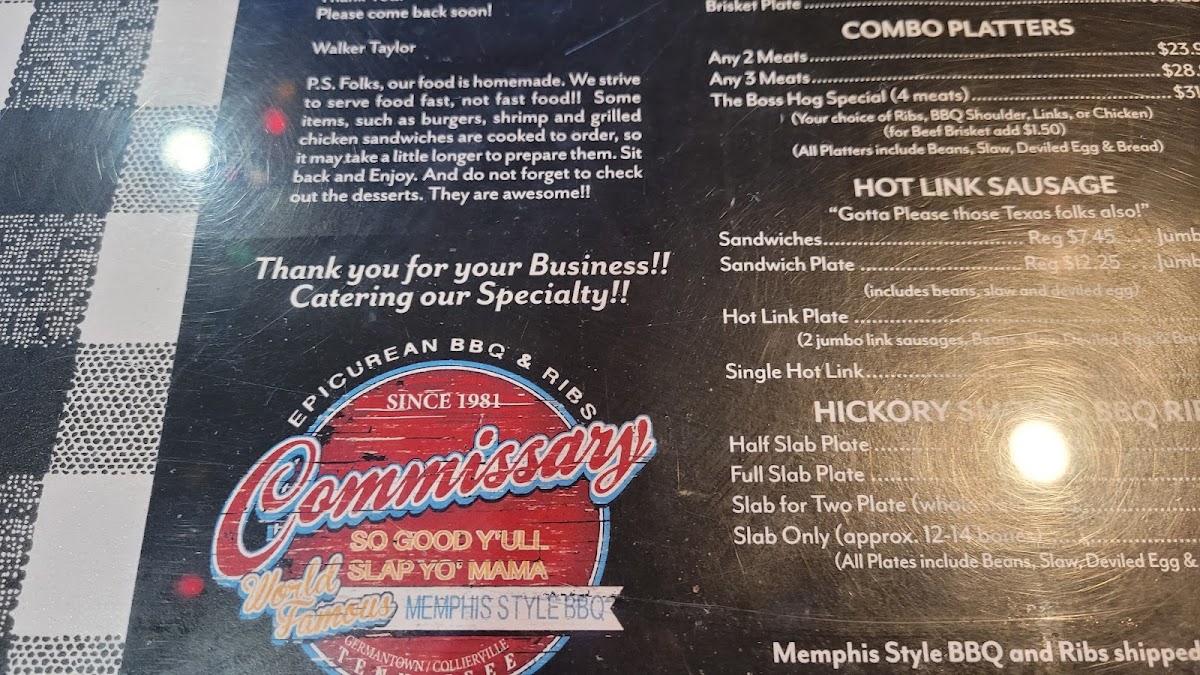 Please come back soon!
Walker Taylor
P.S. Folks, our food is homemade. We strive
to serve food fast, not fast food!! Some
items, such as burgers, shrimp and grilled
chicken sandwiches are cooked to order, so
it may take a little longer to prepare them. Sit
back and Enjoy. And do not forget to check
out the desserts. They are awesome!!
Thank you for your Business!!
Catering our Specialty!!
EPICUREAN BBQ & RIBS
SINCE 1981
Commissary
SO GOOD Y'ULL
SLAP YO' MAMA
World
Famous
MEMPHIS STYLE BBQ
GERMANTOWN / COLLIERVILLE
Brisket Plate
COMBO PLATTERS
Any 2 Meats $23.9
Any 3 Meats $28.
The Boss Hog Special (4 meats) $31
(Your choice of Ribs, BBQ Shoulder, Links, or Chicken)
(for Beef Brisket add $1.50)
(All Platters include Beans, Slaw, Deviled Egg & Bread)
HOT LINK SAUSAGE
"Gotta Please those Texas folks also!"
Sandwiches Reg $7.45 Jumb
Sandwich Plate Reg $12.25 Jumb
(includes beans, slaw and deviled egg)
Hot Link Plate
(2 jumbo link sausages, Beans, Slaw,
Single Hot Link
HICKORY BBQ RI
Half Slab Plate
Full Slab Plate
Slab for Two Plate
Slab Only (approx. 12-14 bones)
(All Plates include Beans, Slaw, Deviled Egg &
Memphis Style BBQ and Ribs shipped